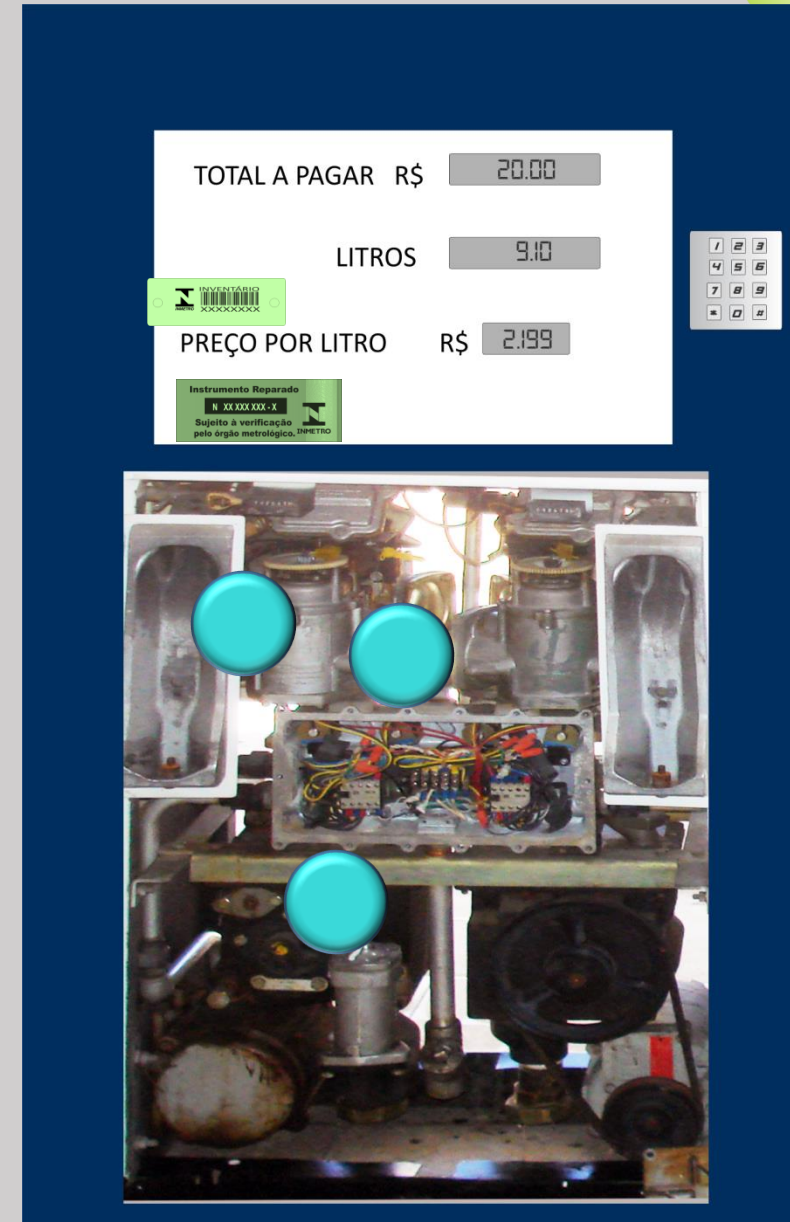 TOTAL A PAGAR R$ 20.00
LITROS 9.10
INVENTÁRIO
INMETRO XXXXXXXX
PREÇO POR LITRO R$ 2.199
Instrumento Reparado
N XX XXX XXX - X
Sujeito à verificação
pelo órgão metrológico. INMETRO
1 2 3
4 5 6
7 8 9
* 0 #